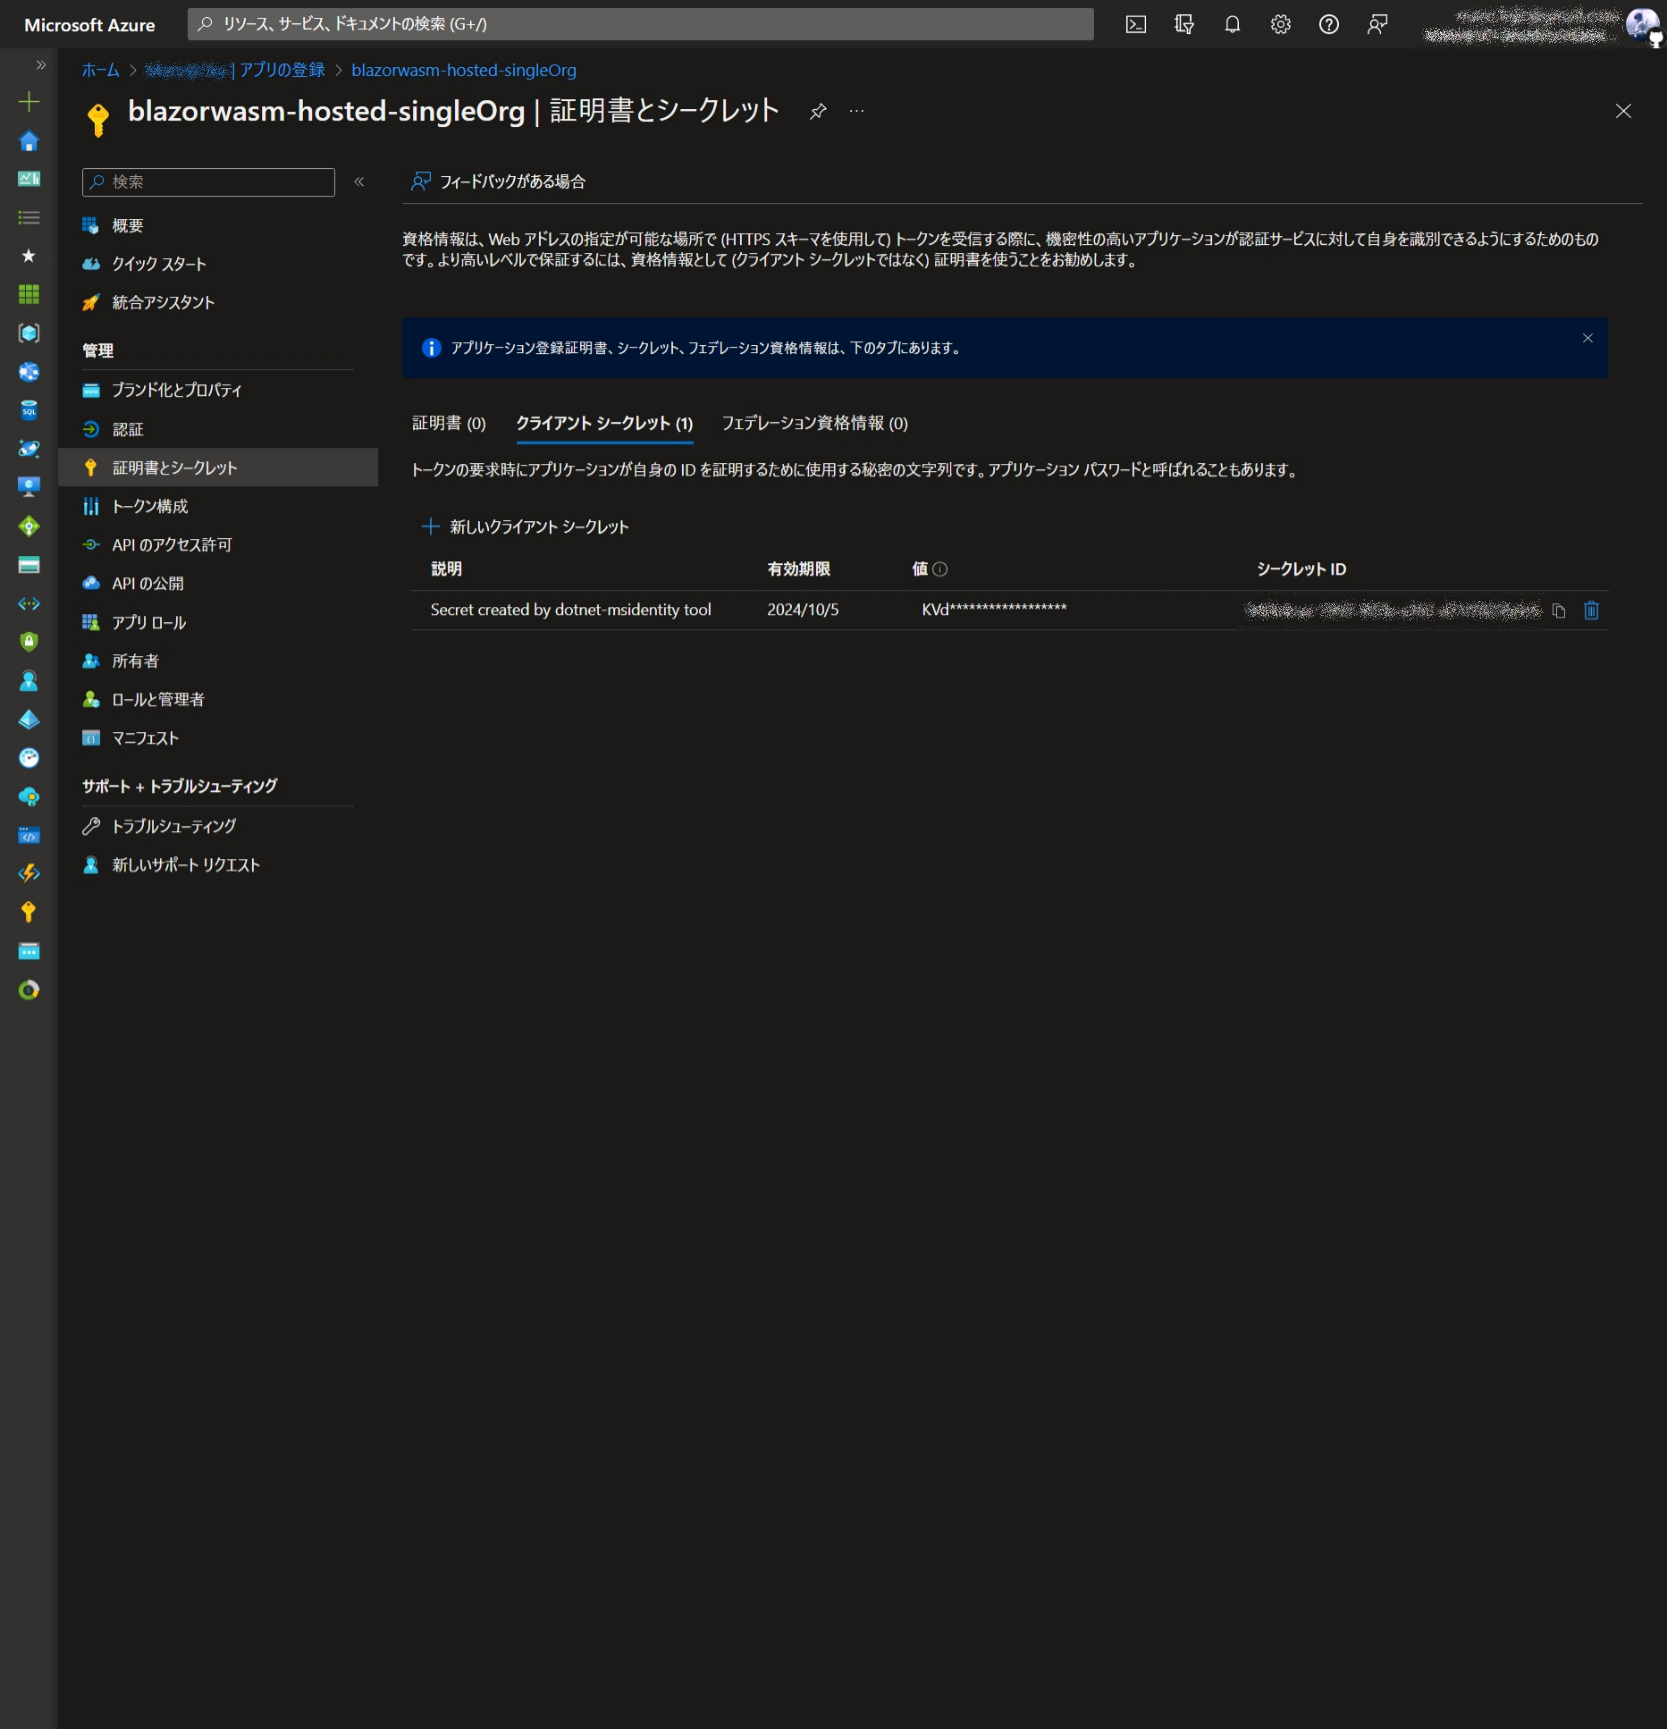 Microsoft Azure
リソース、サービス、ドキュメントの検索 (G+/)
ホーム > | アプリの登録 > blazorwasm-hosted-singleOrg
blazorwasm-hosted-singleOrg | 証明書とシークレット
検索
フィードバックがある場合
概要
クイック スタート
統合アシスタント
管理
ブランド化とプロパティ
認証
証明書とシークレット
トークン構成
API のアクセス許可
API の公開
アプリ ロール
所有者
ロールと管理者
マニフェスト
サポート + トラブルシューティング
トラブルシューティング
新しいサポート リクエスト
資格情報は、Web アドレスの指定が可能な場所で (HTTPS スキーマを使用して) トークンを受信する際に、機密性の高いアプリケーションが認証サービスに対して自身を識別できるようにするためのもの
です。より高いレベルで保証するには、資格情報として (クライアント シークレットではなく) 証明書を使うことをお勧めします。
アプリケーション登録証明書、シークレット、フェデレーション資格情報は、下のタブにあります。
証明書 (0) クライアント シークレット (1) フェデレーション資格情報 (0)
トークンの要求時にアプリケーションが自身の ID を証明するために使用する秘密の文字列です。アプリケーション パスワードと呼ばれることもあります。
新しいクライアント シークレット
説明 有効期限 値 シークレット ID
Secret created by dotnet-msidentity tool 2024/10/5 KVd******************